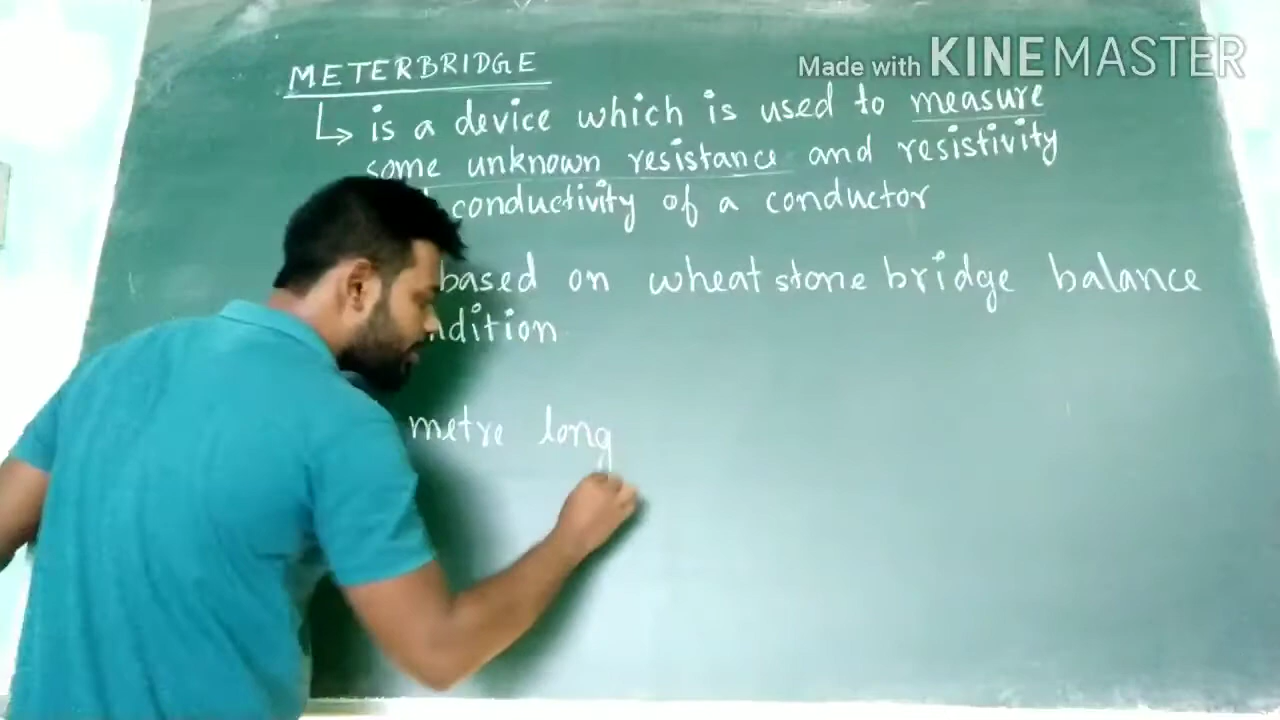 Made with KINEMASTER
METERBRIDGE
↳ is a device which is used to measure
some unknown resistance and resistivity
conductivity of a conductor
based on wheatstone bridge balance
ndition
metre long